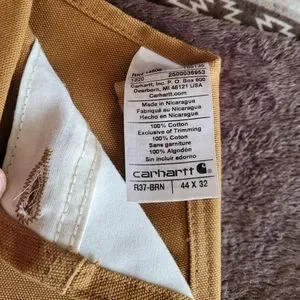 1220 2500036953
Carhartt, Inc. P.O. Box 600
Dearborn, MI 48121 USA
Carhartt.com
Made in Nicaragua
Fabriqué au Nicaragua
Hecho en Nicaragua
100% Cotton
Exclusive of Trimming
100% Coton
Sans garniture
100% Algodón
Sin incluir adorno
carhartt
R37-BRN 44 X 32